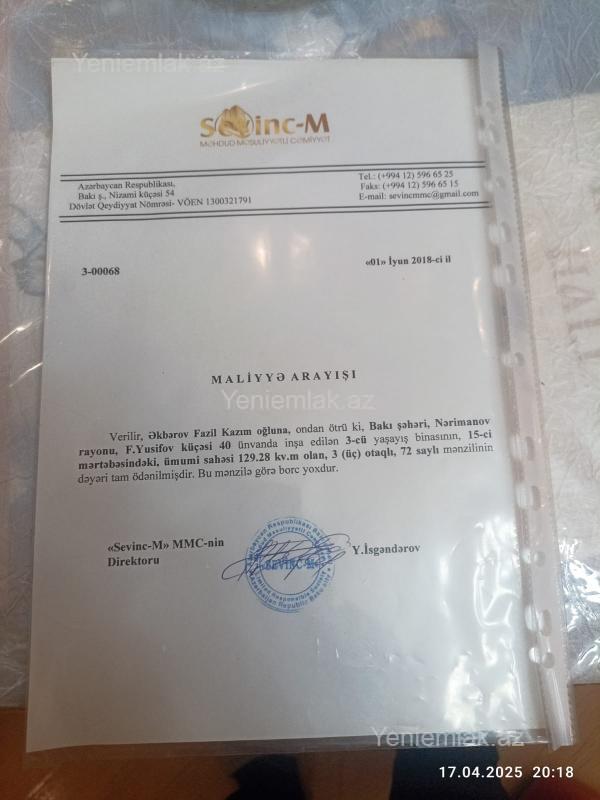 Yeniemlak.az
Sevinc-M
MƏHDUD MƏSULİYYƏTLİ CƏMİYYƏT
Azərbaycan Respublikası,
Bakı ş., Nizami küçəsi 54
Dövlət Qeydiyyat Nömrəsi- VÖEN 1300321791
Tel.: (+994 12) 596 65 25
Faks: (+994 12) 596 65 15
E-mail: sevincmmc@gmail.com
3-00068
«01» İyun 2018-ci il
MALİYYƏ ARAYIŞI
Yeniemlak.az
Verilir, Əkbərov Fazil Kazım oğluna, ondan ötrü ki, Bakı şəhəri, Nərimanov
rayonu, F.Yusifov küçəsi 40 ünvanda inşa edilən 3-cü yaşayış binasının, 15-ci
mərtəbəsindəki, ümumi sahəsi 129.28 kv.m olan, 3 (üç) otaqlı, 72 saylı mənzilinin
dəyəri tam ödənilmişdir. Bu mənzilə görə borc yoxdur.
«Sevinc-M» MMC-nin
Direktoru
Y.İsgəndərov
«SEVINC-M»
Yeniemlak.az
17.04.2025 20:18